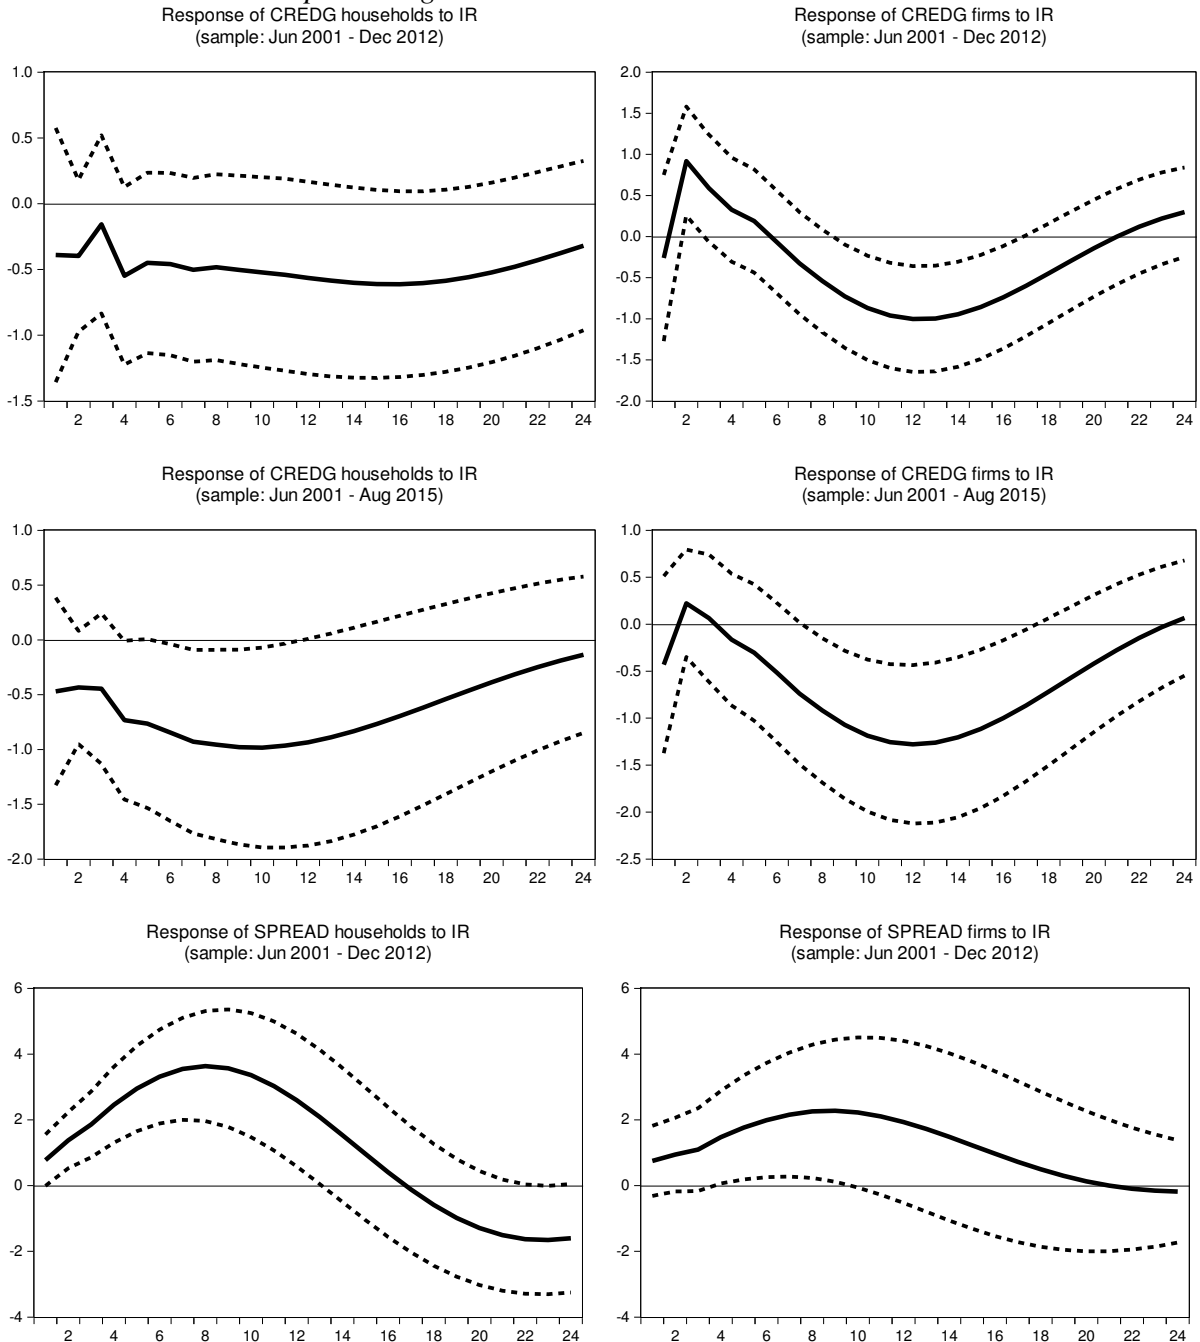 Response of CREDG households to IR
(sample: Jun 2001 - Dec 2012)
1.0
0.5
0.0
-0.5
-1.0
-1.5
2 4 6 8 10 12 14 16 18 20 22 24
Response of CREDG firms to IR
(sample: Jun 2001 - Dec 2012)
2.0
1.5
1.0
0.5
0.0
-0.5
-1.0
-1.5
-2.0
2 4 6 8 10 12 14 16 18 20 22 24
Response of CREDG households to IR
(sample: Jun 2001 - Aug 2015)
1.0
0.5
0.0
-0.5
-1.0
-1.5
-2.0
2 4 6 8 10 12 14 16 18 20 22 24
Response of CREDG firms to IR
(sample: Jun 2001 - Aug 2015)
1.0
0.5
0.0
-0.5
-1.0
-1.5
-2.0
-2.5
2 4 6 8 10 12 14 16 18 20 22 24
Response of SPREAD households to IR
(sample: Jun 2001 - Dec 2012)
6
4
2
0
-2
-4
2 4 6 8 10 12 14 16 18 20 22 24
Response of SPREAD firms to IR
(sample: Jun 2001 - Dec 2012)
6
4
2
0
-2
-4
2 4 6 8 10 12 14 16 18 20 22 24